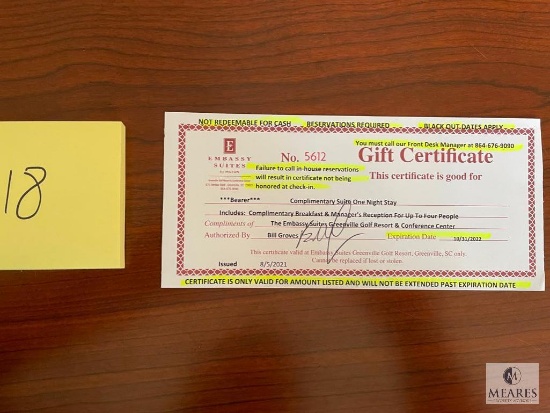 18
NOT REDEEMABLE FOR CASH RESERVATIONS REQUIRED BLACK OUT DATES APPLY
You must call our Front Desk Manager at 864-676-9090
E
EMBASSY
SUITES
No. 5612
Gift Certificate
Failure to call in-house reservations
will result in certificate not being
honored at check-in.
This certificate is good for
***Bearer*** Complimentary Suite One Night Stay
Includes: Complimentary Breakfast & Manager's Reception For Up To Four People
Compliments of The Embassy Suites Greenville Golf Resort & Conference Center
Authorized By Bill Groves Expiration Date 10/31/2022
This certificate valid at Embassy Suites Greenville Golf Resort, Greenville, SC only.
Cannot be replaced if lost or stolen.
Issued 8/5/2021
CERTIFICATE IS ONLY VALID FOR AMOUNT LISTED AND WILL NOT BE EXTENDED PAST EXPIRATION DATE
M
MEARES